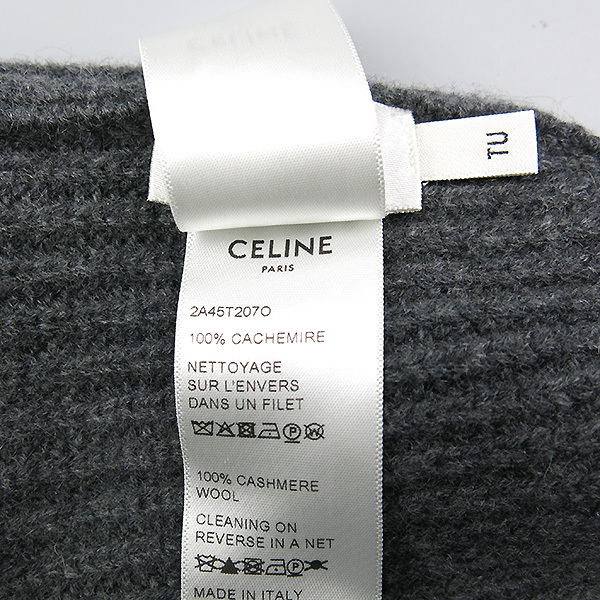 CELINE
TU
CELINE
PARIS
2A45T207O
100% CACHEMIRE
NETTOYAGE
SUR L'ENVERS
DANS UN FILET
P W
100% CASHMERE
WOOL
CLEANING ON
REVERSE IN A NET
P
MADE IN ITALY